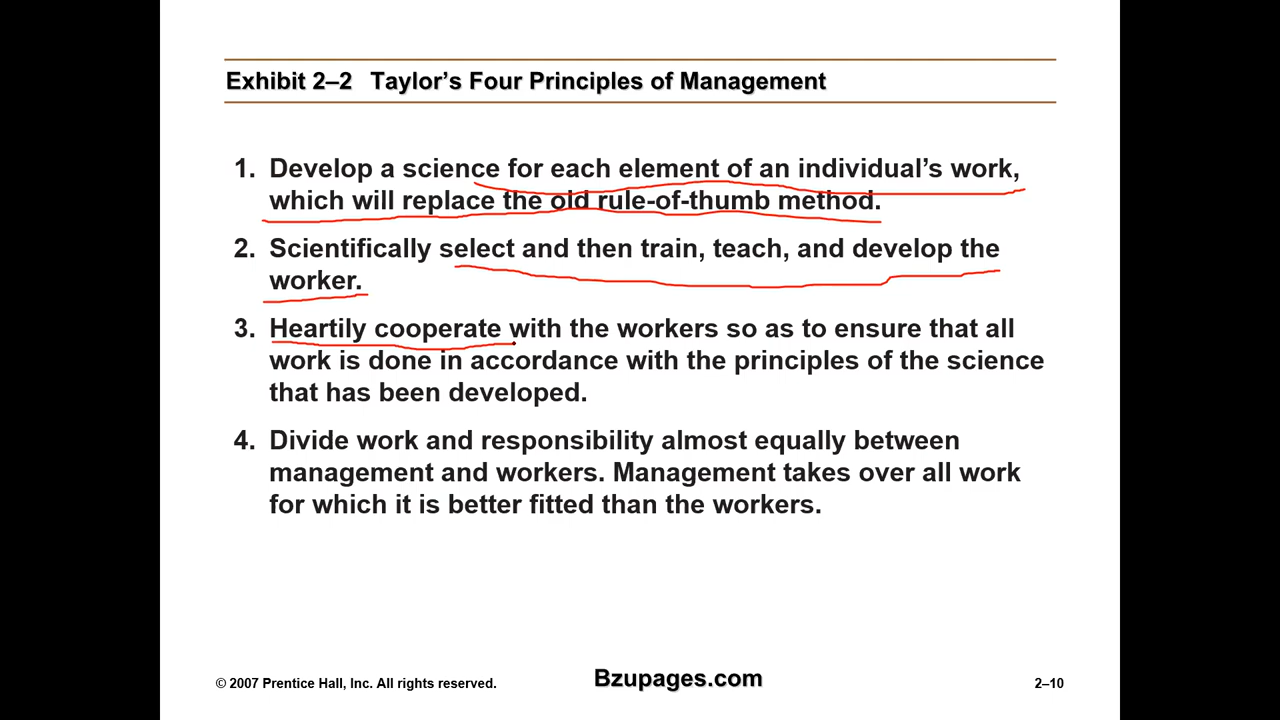 Exhibit 2–2 Taylor’s Four Principles of Management
1. Develop a science for each element of an individual’s work,
which will replace the old rule-of-thumb method.
2. Scientifically select and then train, teach, and develop the
worker.
3. Heartily cooperate with the workers so as to ensure that all
work is done in accordance with the principles of the science
that has been developed.
4. Divide work and responsibility almost equally between
management and workers. Management takes over all work
for which it is better fitted than the workers.
© 2007 Prentice Hall, Inc. All rights reserved.
Bzupages.com
2–10